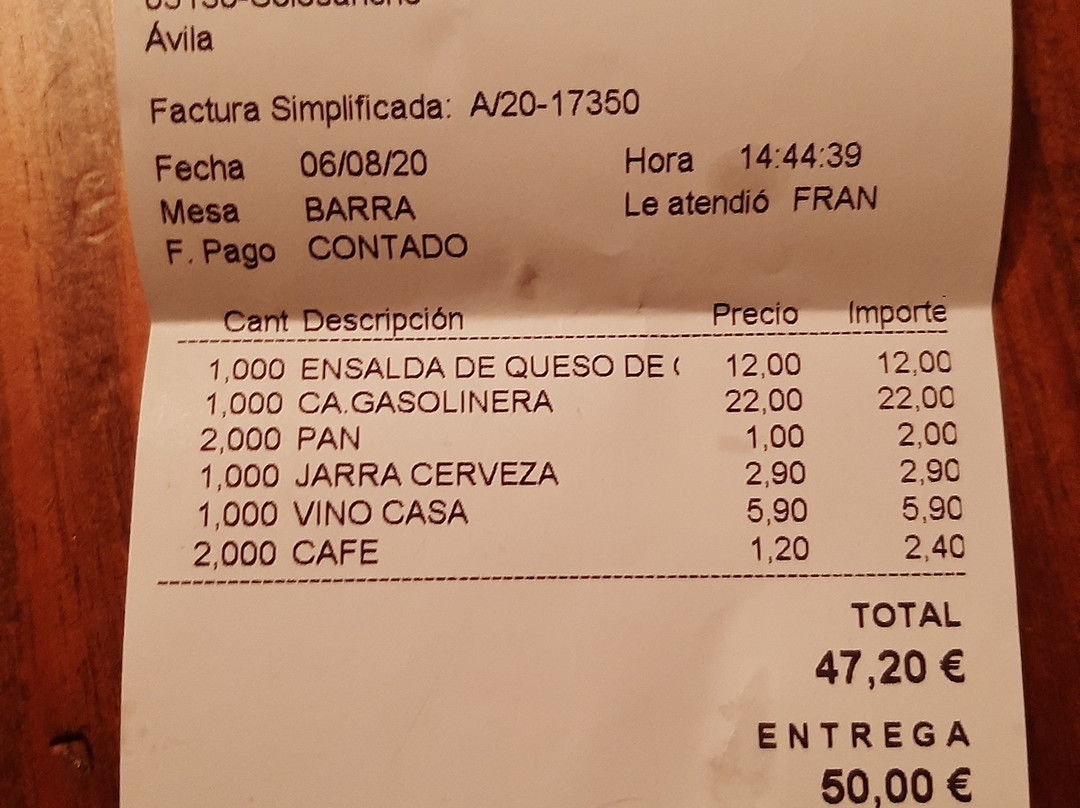 Ávila
Factura Simplificada: A/20-17350
Fecha 06/08/20 Hora 14:44:39
Mesa BARRA Le atendió FRAN
F. Pago CONTADO
Cant Descripción Precio Importe
1,000 ENSALDA DE QUESO DE 12,00 12,00
1,000 CA.GASOLINERA 22,00 22,00
2,000 PAN 1,00 2,00
1,000 JARRA CERVEZA 2,90 2,90
1,000 VINO CASA 5,90 5,90
2,000 CAFE 1,20 2,40
TOTAL
47,20 €
ENTREGA
50,00 €